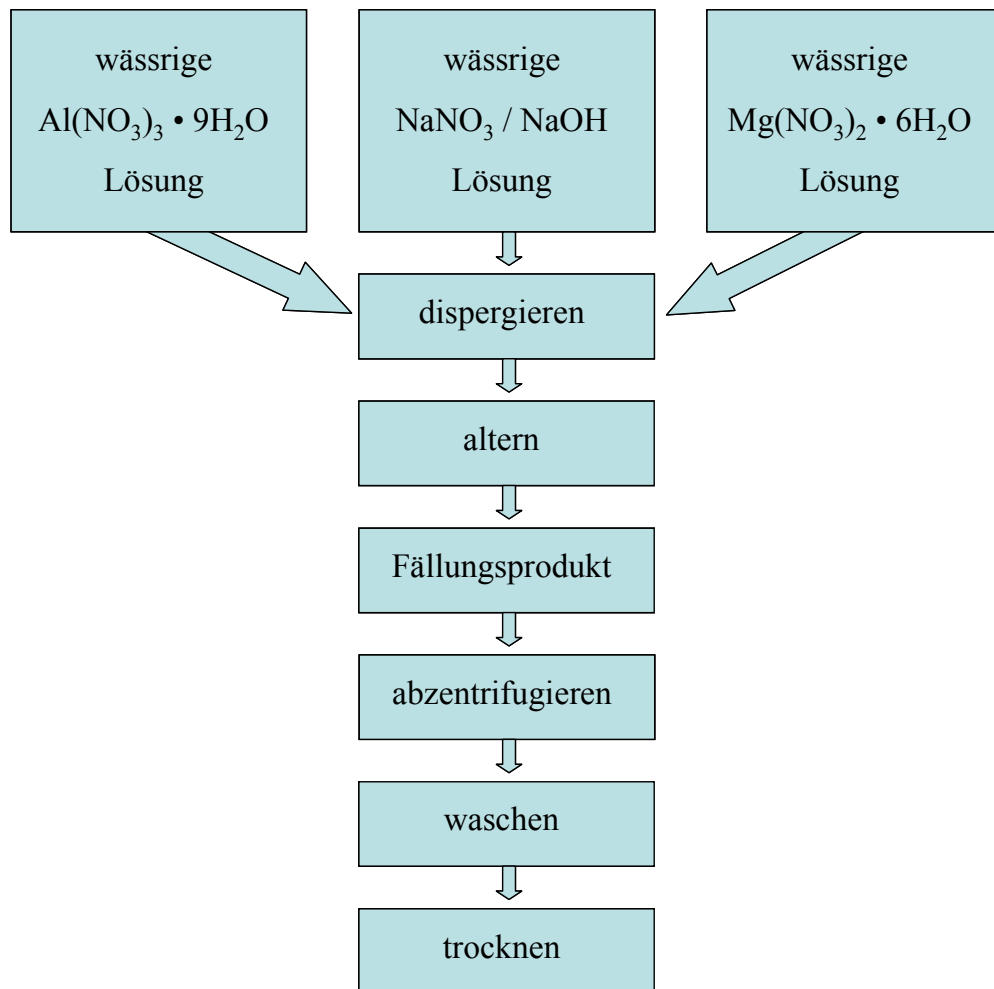 wässrige
Al(NO₃)₃ • 9H₂O
Lösung
wässrige
NaNO₃ / NaOH
Lösung
wässrige
Mg(NO₃)₂ • 6H₂O
Lösung
dispergieren
altern
Fällungsprodukt
abzentrifugieren
waschen
trocknen